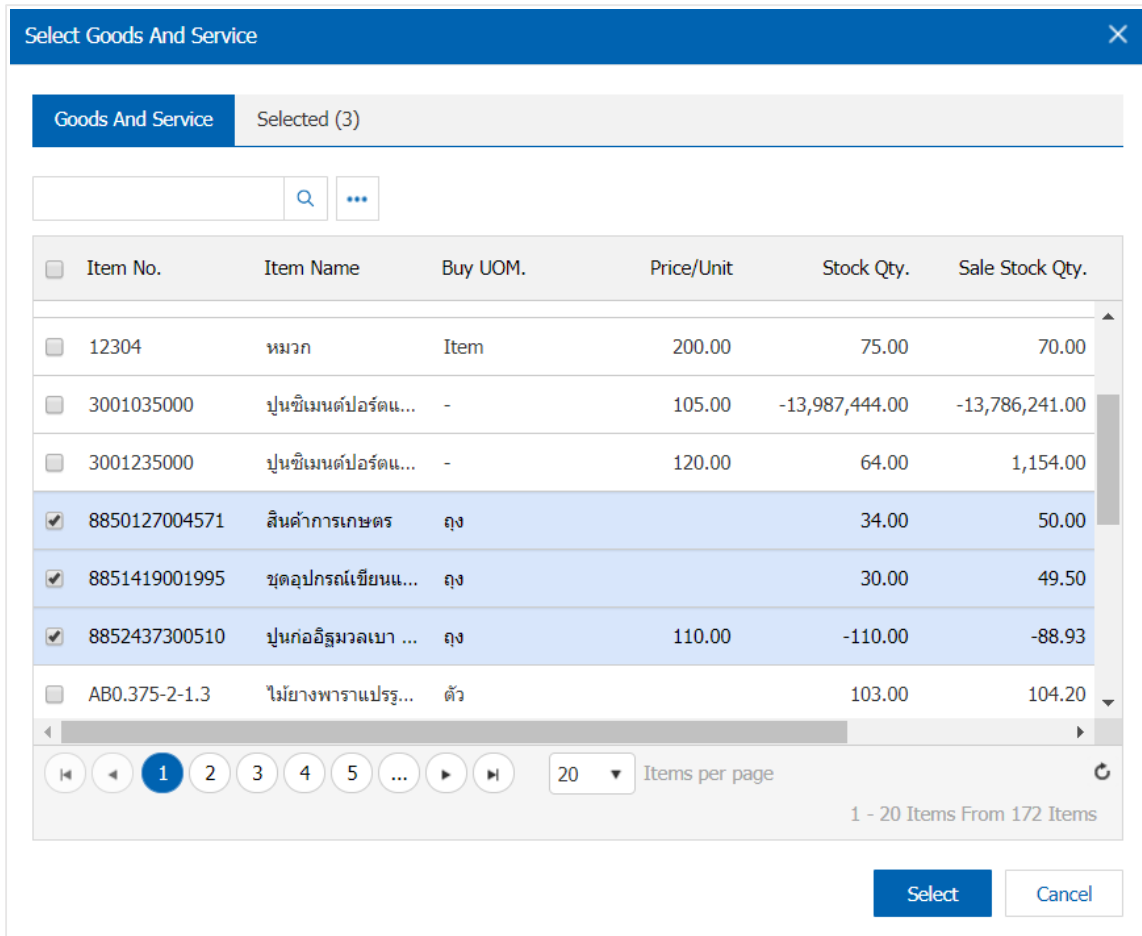 Select Goods And Service
Goods And Service Selected (3)
Item No. Item Name Buy UOM. Price/Unit Stock Qty. Sale Stock Qty.
12304 หมวก Item 200.00 75.00 70.00
3001035000 ปูนซิเมนต์ปอร์ตแ... - 105.00 -13,987,444.00 -13,786,241.00
3001235000 ปูนซิเมนต์ปอร์ตแ... - 120.00 64.00 1,154.00
8850127004571 สินค้าการเกษตร ถุง 34.00 50.00
8851419001995 ชุดอุปกรณ์เขียนแ... ถุง 30.00 49.50
8852437300510 ปูนก่ออิฐมวลเบา ... ถุง 110.00 -110.00 -88.93
AB0.375-2-1.3 ไม้ยางพาราแปรรู... ตัว 103.00 104.20
1 2 3 4 5 ... 20 Items per page
1 - 20 Items From 172 Items
Select Cancel